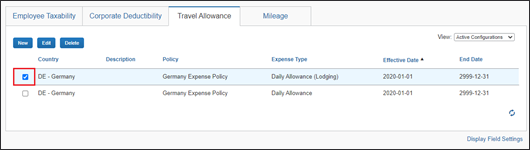 Employee Taxability Corporate Deductibility Travel Allowance Mileage
View: Active Configurations
New Edit Delete
Country Description Policy Expense Type Effective Date End Date
DE - Germany Germany Expense Policy Daily Allowance (Lodging) 2020-01-01 2999-12-31
DE - Germany Germany Expense Policy Daily Allowance 2020-01-01 2999-12-31
Display Field Settings